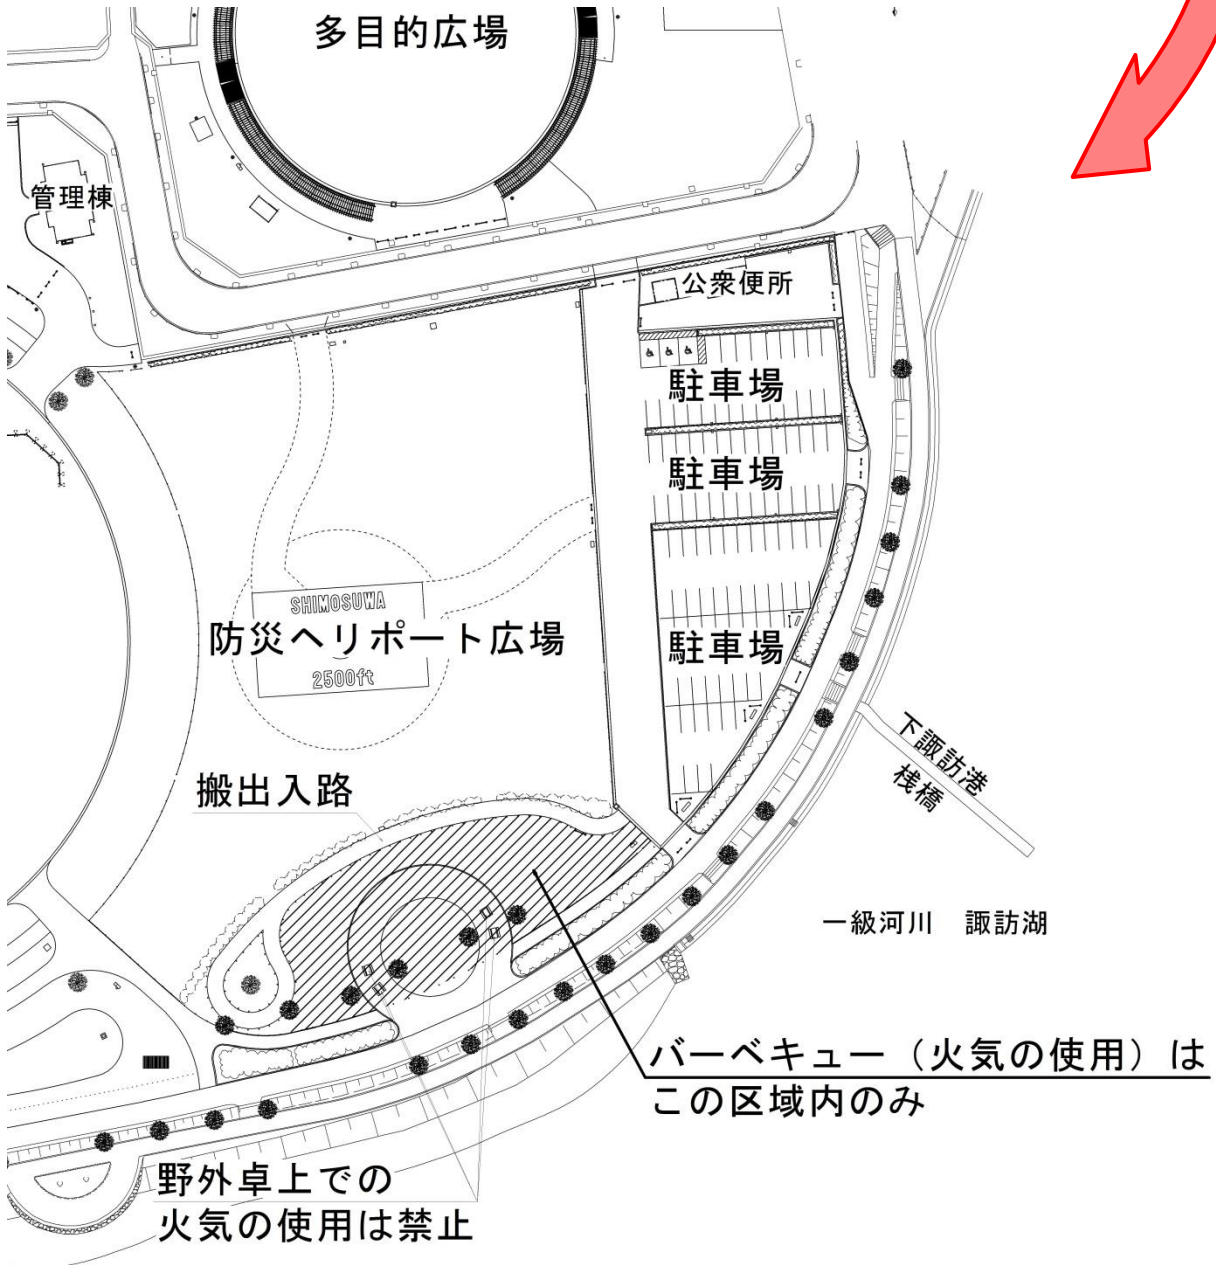 多目的広場
管理棟
公衆便所
駐車場
駐車場
SHIMOSUWA
防災ヘリポート広場
2500ft
駐車場
下諏訪港
桟橋
搬出入路
一級河川　諏訪湖
バーベキュー（火気の使用）は
この区域内のみ
野外卓上での
火気の使用は禁止